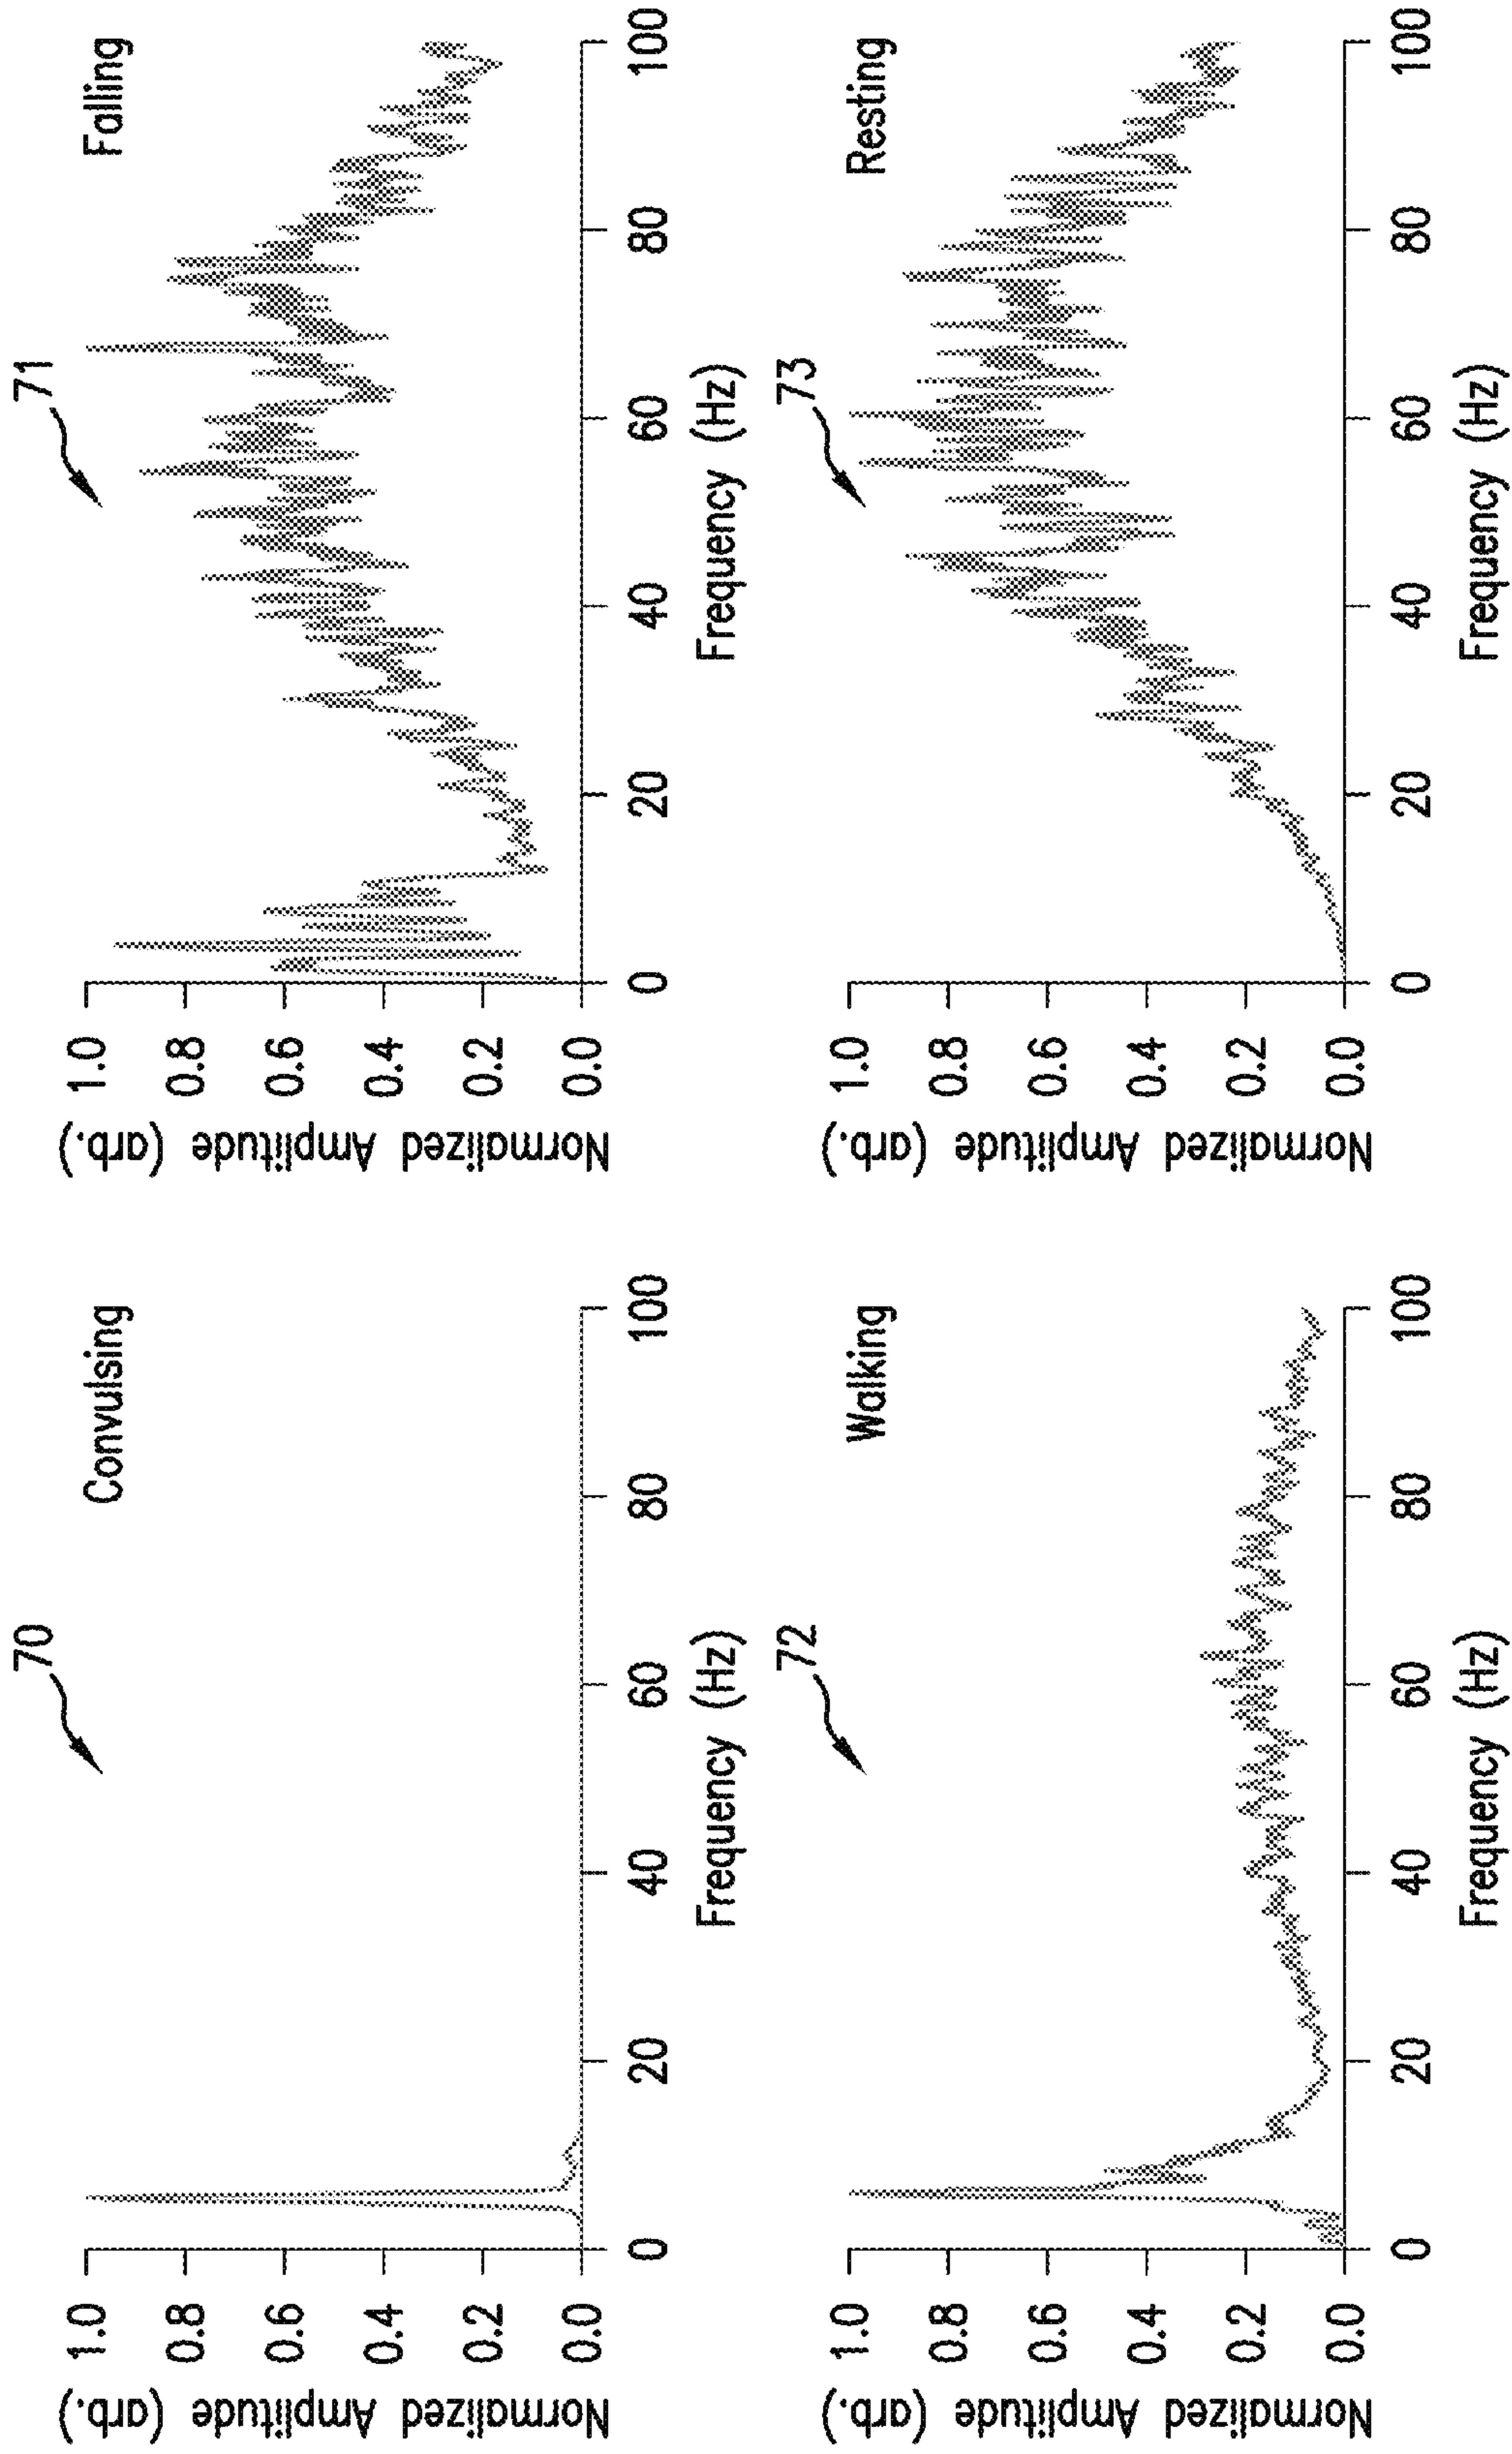 70
Convulsing
Normalized Amplitude (arb.)
1.0
0.8
0.6
0.4
0.2
0.0
0 20 40 60 80 100
Frequency (Hz)
71
Falling
Normalized Amplitude (arb.)
1.0
0.8
0.6
0.4
0.2
0.0
0 20 40 60 80 100
Frequency (Hz)
72
Walking
Normalized Amplitude (arb.)
1.0
0.8
0.6
0.4
0.2
0.0
0 20 40 60 80 100
Frequency (Hz)
73
Resting
Normalized Amplitude (arb.)
1.0
0.8
0.6
0.4
0.2
0.0
0 20 40 60 80 100
Frequency (Hz)